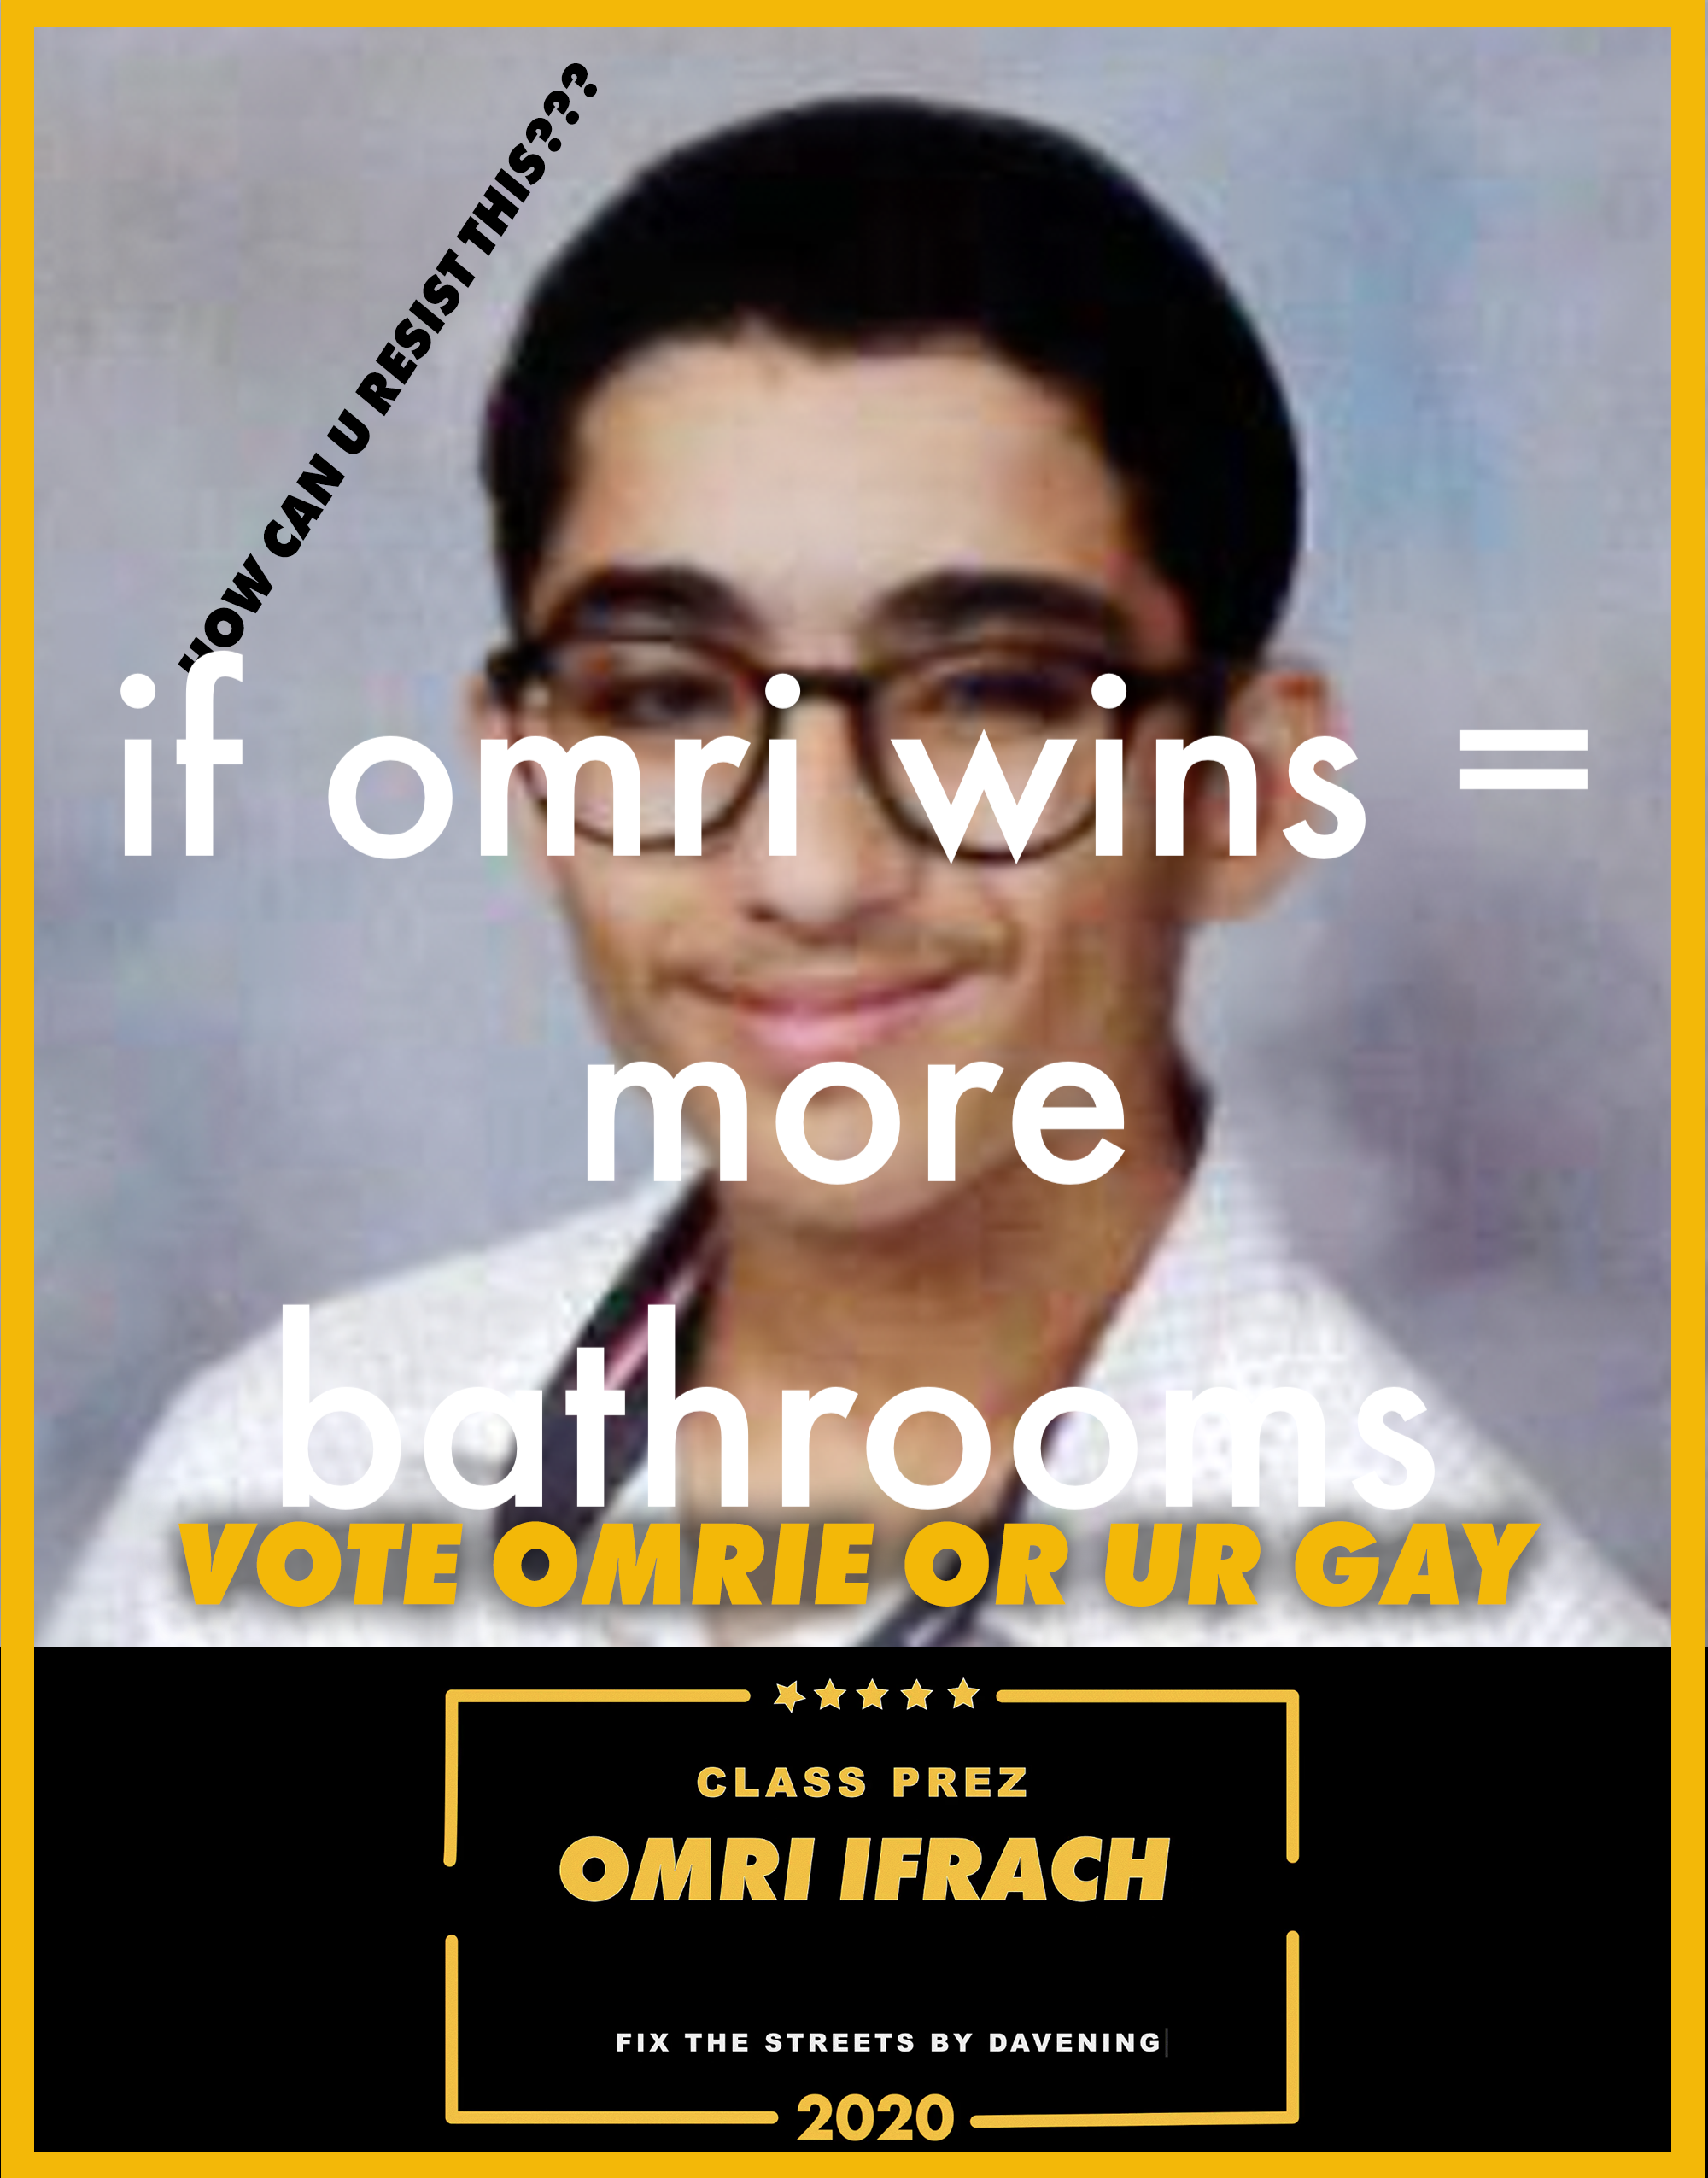 HOW CAN U RESIST THIS???
if omri wins =
more
bathrooms
VOTE OMRIE OR UR GAY
CLASS PREZ
OMRI IFRACH
FIX THE STREETS BY DAVENING
2020